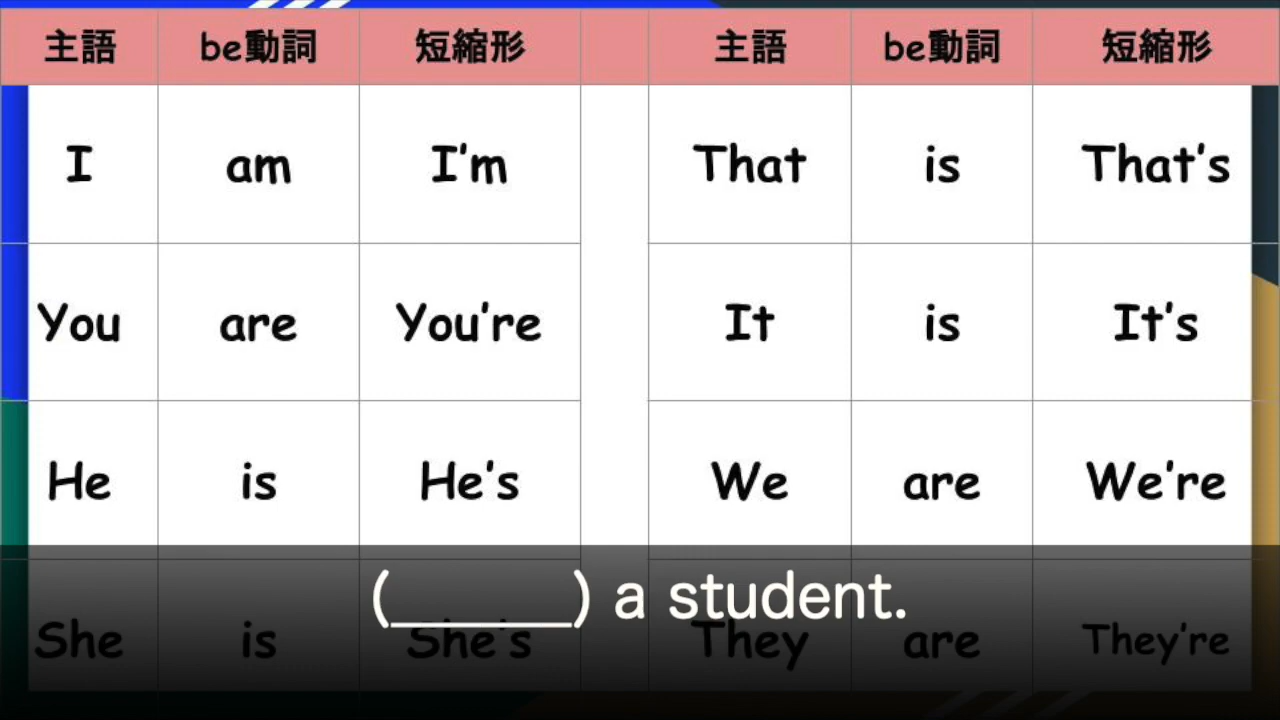 主語 be動詞 短縮形 主語 be動詞 短縮形
I am I'm That is That's
You are You're It is It's
He is He's We are We're
She is She's They are They're
(______) a student.